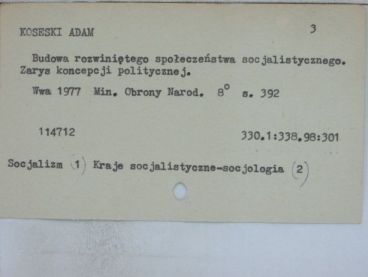 KOSESKI ADAM 3
Budowa rozwiniętego społeczeństwa socjalistycznego.
Zarys koncepcji politycznej.
Wwa 1977 Min. Obrony Narod. 8° s. 392
114712 330.1:338.98:301
Socjalizm (1) Kraje socjalistyczne-socjologia (2)